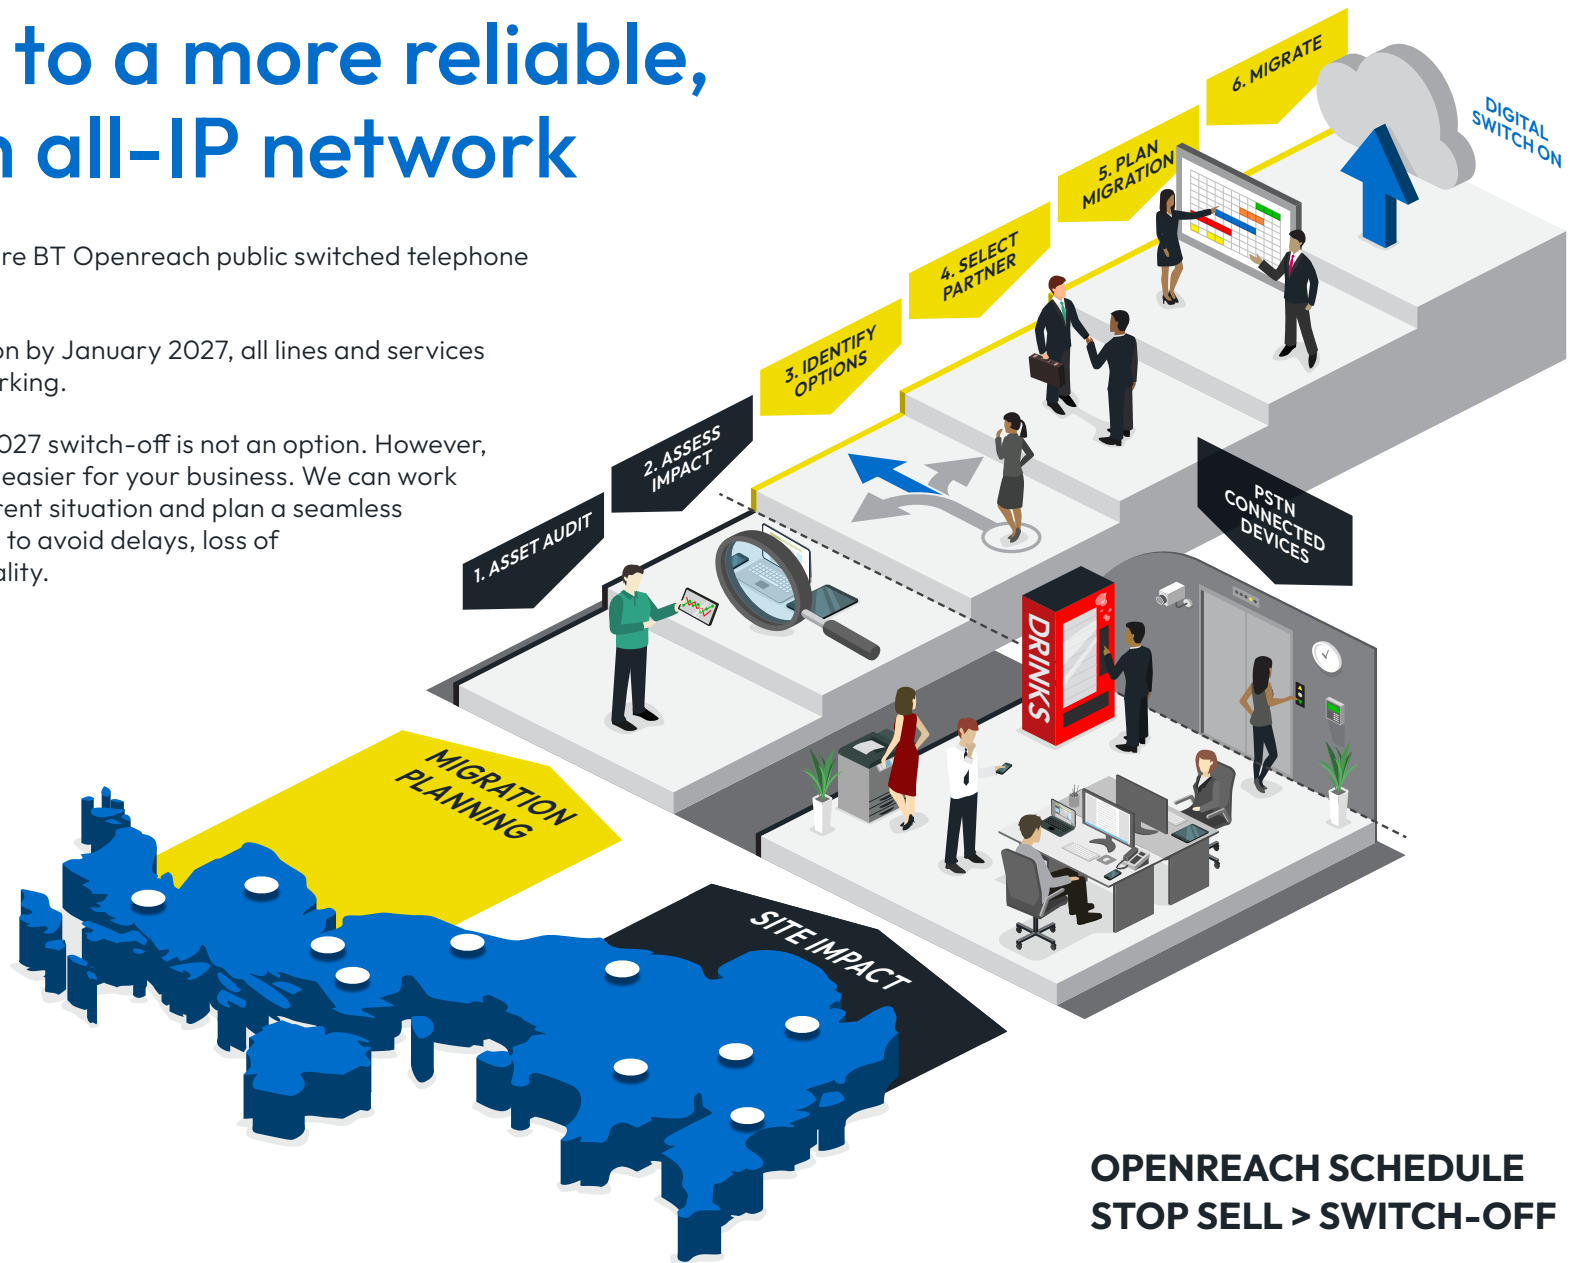 to a more reliable,
all-IP network
re BT Openreach public switched telephone
on by January 2027, all lines and services
rking.
027 switch-off is not an option. However,
easier for your business. We can work
rent situation and plan a seamless
to avoid delays, loss of
ality.
1. ASSET AUDIT
2. ASSESS
IMPACT
3. IDENTIFY
OPTIONS
4. SELECT
PARTNER
5. PLAN
MIGRATION
6. MIGRATE
DIGITAL
SWITCH ON
PSTN
CONNECTED
DEVICES
DRINKS
MIGRATION
PLANNING
SITE IMPACT
OPENREACH SCHEDULE
STOP SELL > SWITCH-OFF